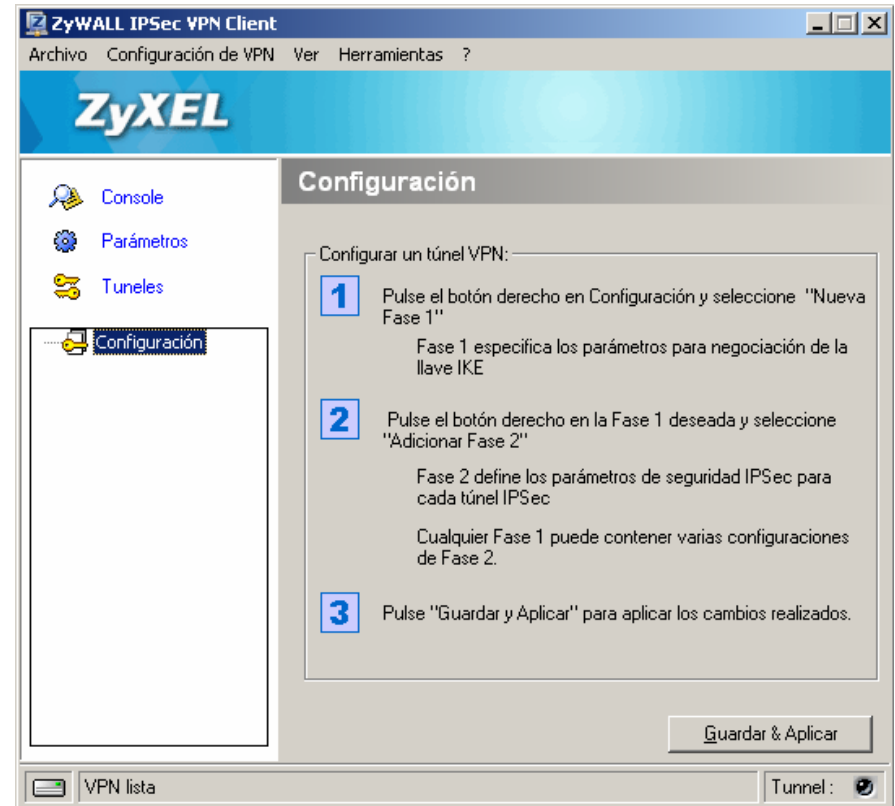 ZyWALL IPSec VPN Client
Archivo Configuración de VPN Ver Herramientas ?
ZyXEL
Console
Parámetros
Tuneles
Configuración
Configuración
Configurar un túnel VPN:
1 Pulse el botón derecho en Configuración y seleccione "Nueva
Fase 1"
Fase 1 especifica los parámetros para negociación de la
llave IKE
2 Pulse el botón derecho en la Fase 1 deseada y seleccione
"Adicionar Fase 2"
Fase 2 define los parámetros de seguridad IPSec para
cada túnel IPSec
Cualquier Fase 1 puede contener varias configuraciones
de Fase 2.
3 Pulse "Guardar y Aplicar" para aplicar los cambios realizados.
Guardar & Aplicar
VPN lista
Tunnel :